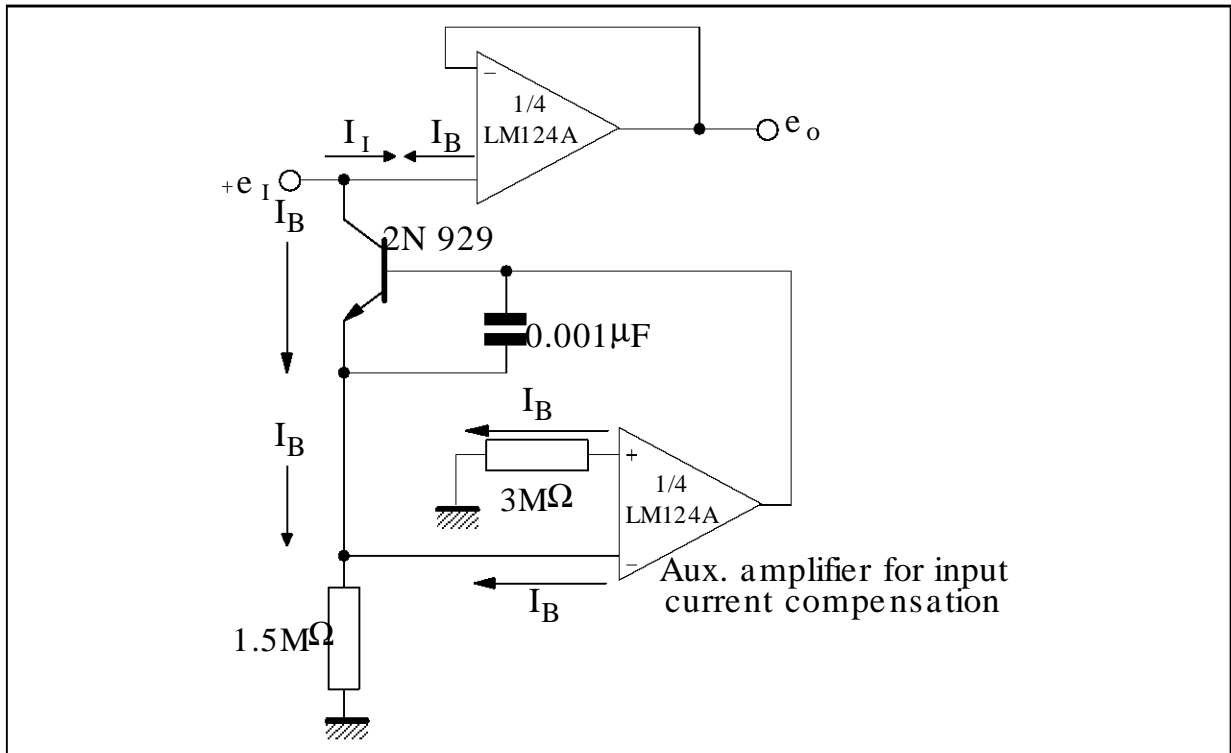 −
1/4
LM124A
I_I
I_B
e_o
+e_I
I_B
2N 929
0.001µF
I_B
I_B
+
1/4
3MΩ
LM124A
−
I_B
Aux. amplifier for input
current compensation
1.5MΩ